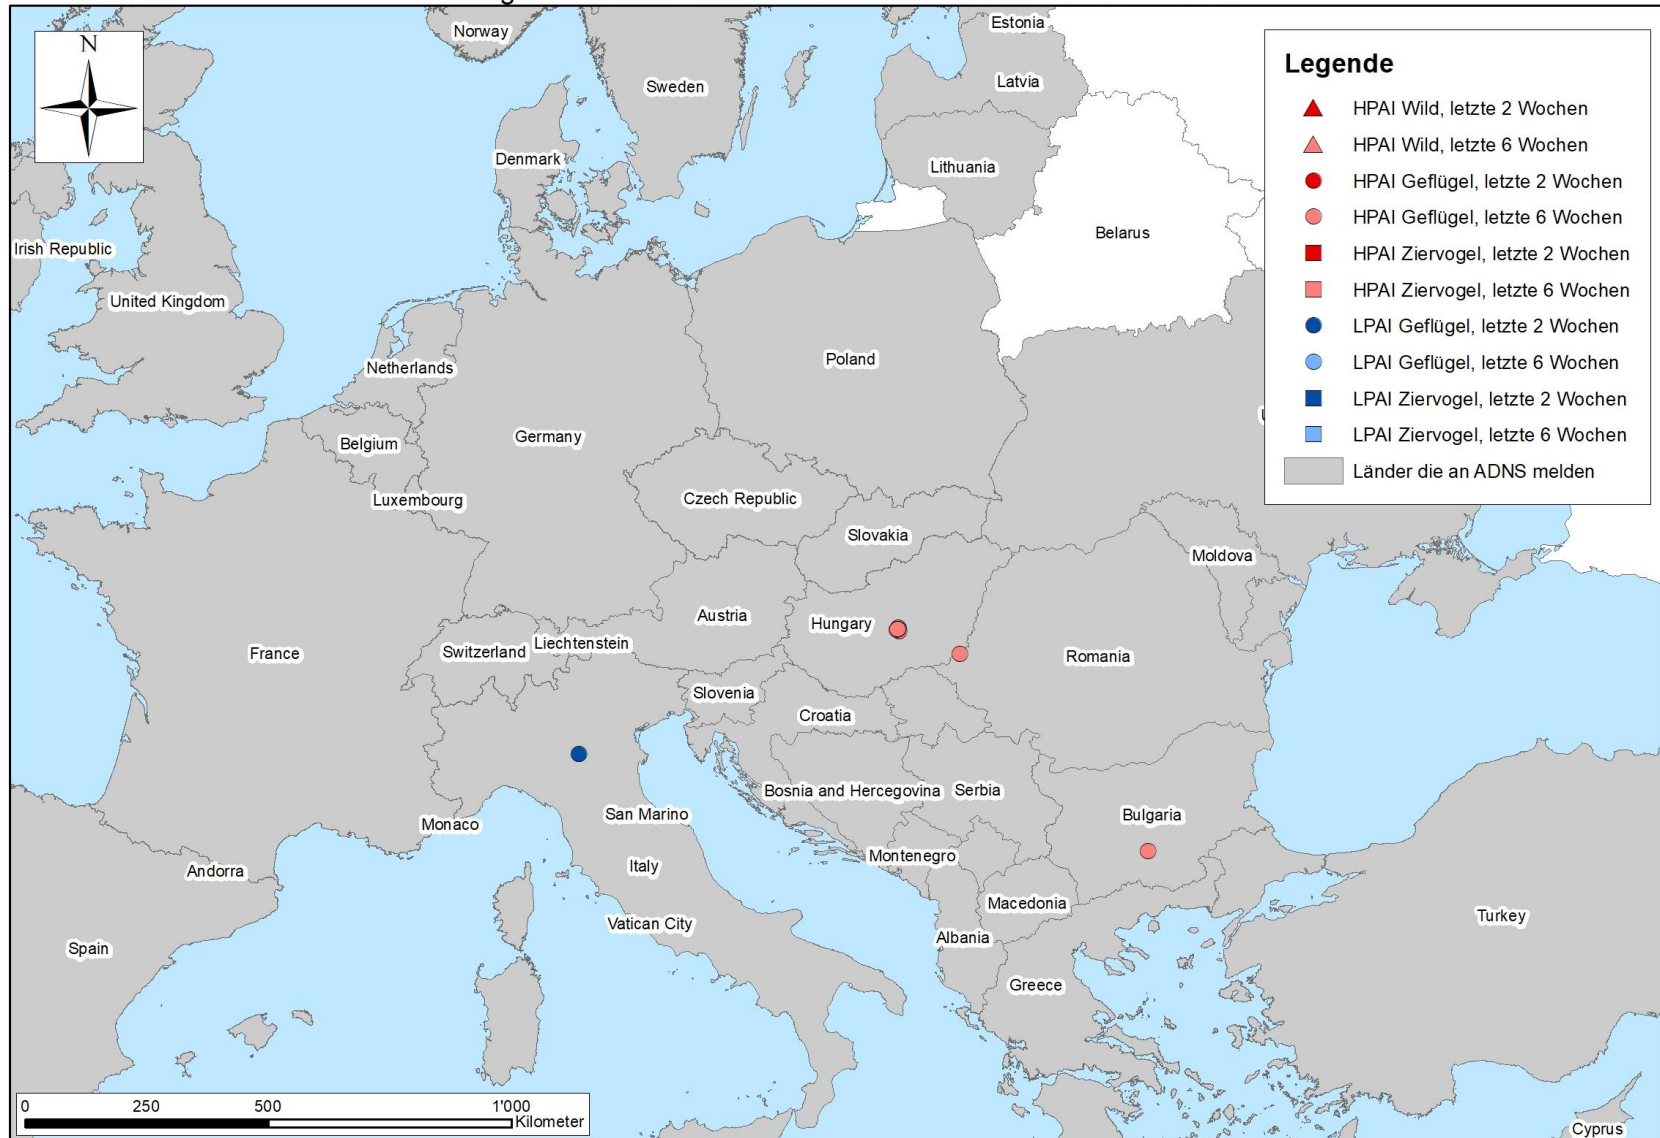 N
Norway
Estonia
Sweden
Latvia
Denmark
Lithuania
Irish Republic
Belarus
United Kingdom
Netherlands
Poland
Belgium
Germany
Luxembourg
Czech Republic
Slovakia
Moldova
Austria
Hungary
France
Switzerland
Liechtenstein
Romania
Slovenia
Croatia
Bosnia and Hercegovina
Serbia
San Marino
Monaco
Bulgaria
Montenegro
Italy
Andorra
Macedonia
Vatican City
Turkey
Spain
Albania
Greece
Cyprus
Legende
HPAI Wild, letzte 2 Wochen
HPAI Wild, letzte 6 Wochen
HPAI Geflügel, letzte 2 Wochen
HPAI Geflügel, letzte 6 Wochen
HPAI Ziervogel, letzte 2 Wochen
HPAI Ziervogel, letzte 6 Wochen
LPAI Geflügel, letzte 2 Wochen
LPAI Geflügel, letzte 6 Wochen
LPAI Ziervogel, letzte 2 Wochen
LPAI Ziervogel, letzte 6 Wochen
Länder die an ADNS melden
0 250 500 1'000
Kilometer